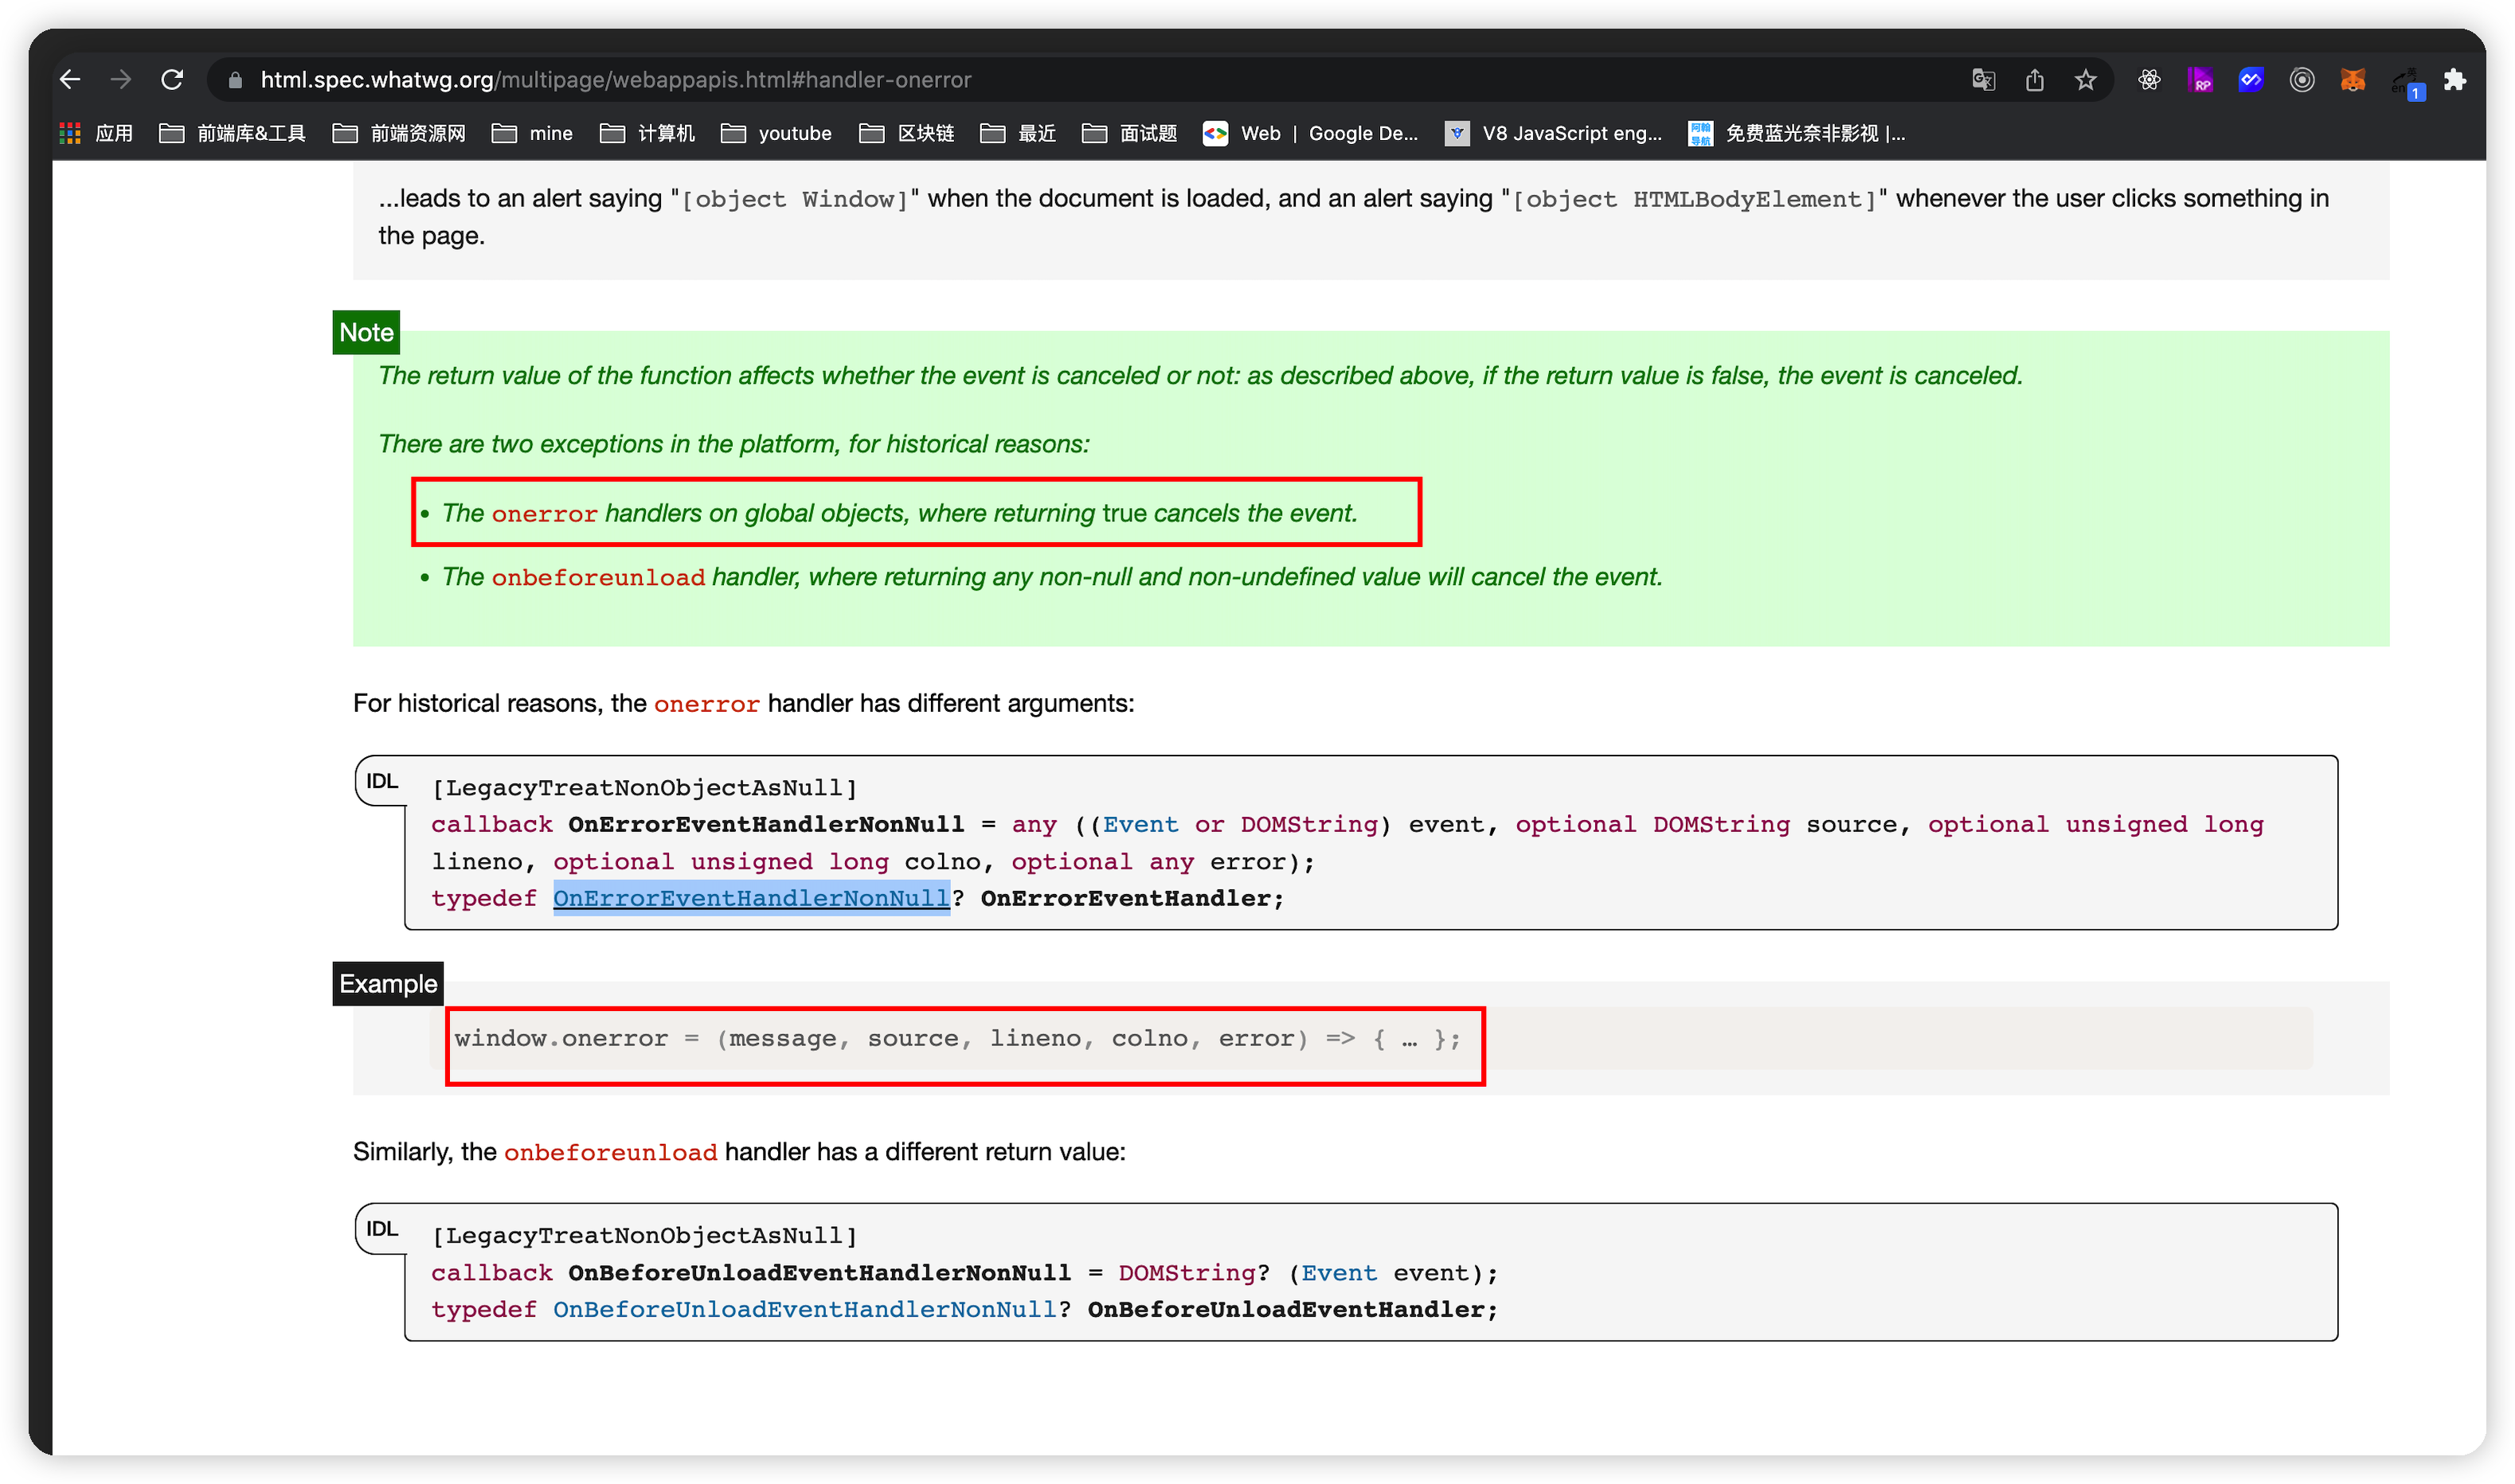 html.spec.whatwg.org/multipage/webappapis.html#handler-onerror
RP
en 英
1
应用 前端库&工具 前端资源网 mine 计算机 youtube 区块链 最近 面试题 Web | Google De... V8 JavaScript eng... 阿翰导航 免费蓝光奈非影视 |...
...leads to an alert saying "[object Window]" when the document is loaded, and an alert saying "[object HTMLBodyElement]" whenever the user clicks something in
the page.
Note
The return value of the function affects whether the event is canceled or not: as described above, if the return value is false, the event is canceled.
There are two exceptions in the platform, for historical reasons:
• The onerror handlers on global objects, where returning true cancels the event.
• The onbeforeunload handler, where returning any non-null and non-undefined value will cancel the event.
For historical reasons, the onerror handler has different arguments:
IDL
[LegacyTreatNonObjectAsNull]
callback OnErrorEventHandlerNonNull = any ((Event or DOMString) event, optional DOMString source, optional unsigned long
lineno, optional unsigned long colno, optional any error);
typedef OnErrorEventHandlerNonNull? OnErrorEventHandler;
Example
window.onerror = (message, source, lineno, colno, error) => { … };
Similarly, the onbeforeunload handler has a different return value:
IDL
[LegacyTreatNonObjectAsNull]
callback OnBeforeUnloadEventHandlerNonNull = DOMString? (Event event);
typedef OnBeforeUnloadEventHandlerNonNull? OnBeforeUnloadEventHandler;